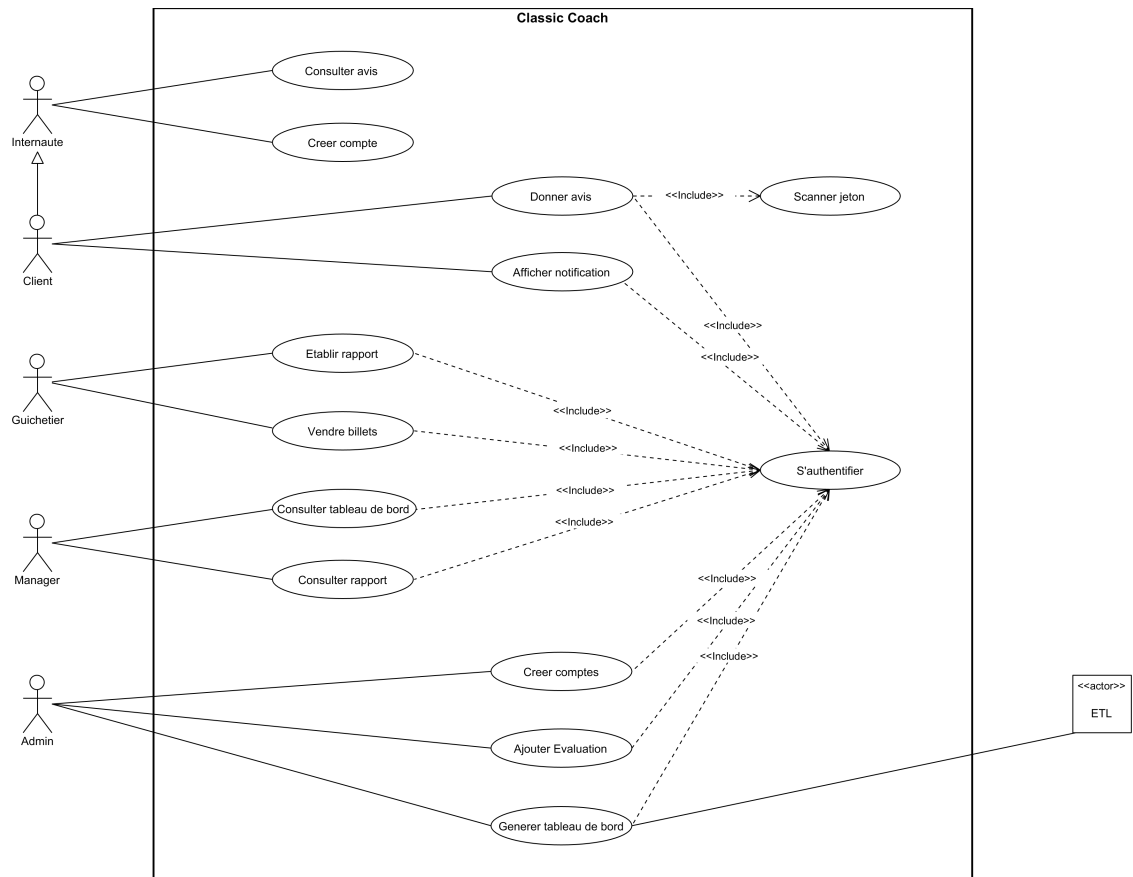 Classic Coach
Consulter avis
Internaute
Creer compte
Donner avis
<<Include>>
Scanner jeton
Client
Afficher notification
<<Include>>
<<Include>>
Etablir rapport
Guichetier
<<Include>>
Vendre billets
<<Include>>
S'authentifier
<<Include>>
Consulter tableau de bord
<<Include>>
Manager
Consulter rapport
<<Include>>
<<Include>>
<<Include>>
Creer comptes
<<actor>>
ETL
Admin
Ajouter Evaluation
Generer tableau de bord